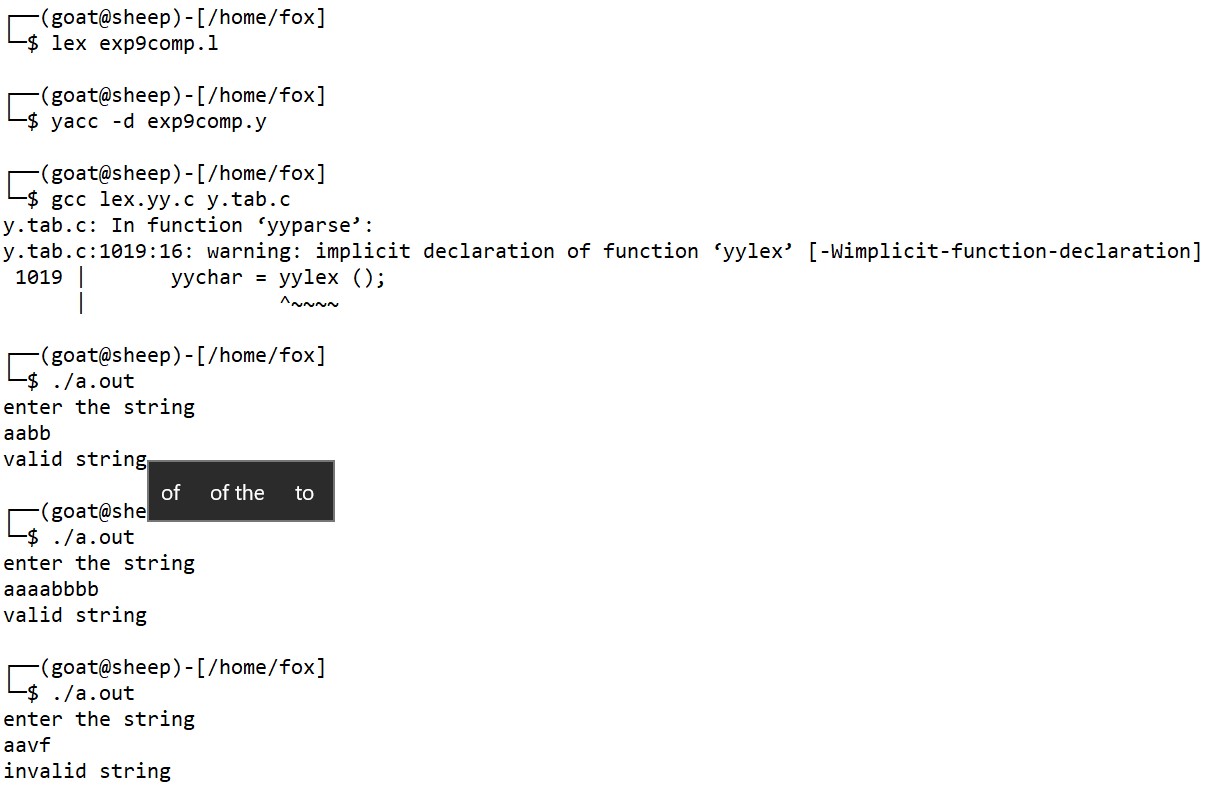 ┌──(goat@sheep)-[/home/fox]
└─$ lex exp9comp.l
┌──(goat@sheep)-[/home/fox]
└─$ yacc -d exp9comp.y
┌──(goat@sheep)-[/home/fox]
└─$ gcc lex.yy.c y.tab.c
y.tab.c: In function ‘yyparse’:
y.tab.c:1019:16: warning: implicit declaration of function ‘yylex’ [-Wimplicit-function-declaration]
 1019 |       yychar = yylex ();
      |                ^~~~~
┌──(goat@sheep)-[/home/fox]
└─$ ./a.out
enter the string
aabb
valid string
of of the to
┌──(goat@she
└─$ ./a.out
enter the string
aaaabbbb
valid string
┌──(goat@sheep)-[/home/fox]
└─$ ./a.out
enter the string
aavf
invalid string